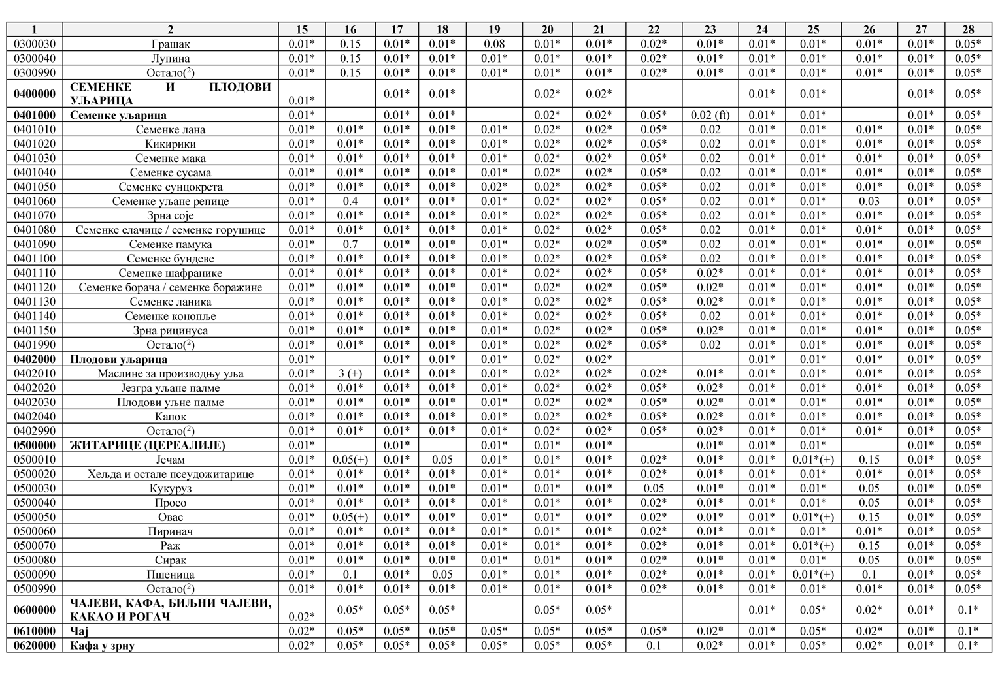 1 2 15 16 17 18 19 20 21 22 23 24 25 26 27 28
0300030 Грашак 0.01* 0.15 0.01* 0.01* 0.08 0.01* 0.01* 0.02* 0.01* 0.01* 0.01* 0.01* 0.01* 0.05*
0300040 Лупина 0.01* 0.15 0.01* 0.01* 0.01* 0.01* 0.01* 0.02* 0.01* 0.01* 0.01* 0.01* 0.01* 0.05*
0300990 Остало(2) 0.01* 0.15 0.01* 0.01* 0.01* 0.01* 0.01* 0.02* 0.01* 0.01* 0.01* 0.01* 0.01* 0.05*
0400000 СЕМЕНКЕ И ПЛОДОВИ
УЉАРИЦА 0.01* 0.01* 0.01* 0.02* 0.02* 0.01* 0.01* 0.01* 0.05*
0401000 Семенке уљарица 0.01* 0.01* 0.01* 0.02* 0.02* 0.05* 0.02 (ft) 0.01* 0.01* 0.01* 0.05*
0401010 Семенке лана 0.01* 0.01* 0.01* 0.01* 0.01* 0.02* 0.02* 0.05* 0.02 0.01* 0.01* 0.01* 0.01* 0.05*
0401020 Кикирики 0.01* 0.01* 0.01* 0.01* 0.01* 0.02* 0.02* 0.05* 0.02 0.01* 0.01* 0.01* 0.01* 0.05*
0401030 Семенке мака 0.01* 0.01* 0.01* 0.01* 0.01* 0.02* 0.02* 0.05* 0.02 0.01* 0.01* 0.01* 0.01* 0.05*
0401040 Семенке сусама 0.01* 0.01* 0.01* 0.01* 0.01* 0.02* 0.02* 0.05* 0.02 0.01* 0.01* 0.01* 0.01* 0.05*
0401050 Семенке сунцокрета 0.01* 0.01* 0.01* 0.01* 0.02* 0.02* 0.02* 0.05* 0.02 0.01* 0.01* 0.01* 0.01* 0.05*
0401060 Семенке уљане репице 0.01* 0.4 0.01* 0.01* 0.01* 0.02* 0.02* 0.05* 0.02 0.01* 0.01* 0.03 0.01* 0.05*
0401070 Зрна соје 0.01* 0.01* 0.01* 0.01* 0.01* 0.02* 0.02* 0.05* 0.02 0.01* 0.01* 0.01* 0.01* 0.05*
0401080 Семенке слачице / семенке горушице 0.01* 0.01* 0.01* 0.01* 0.01* 0.02* 0.02* 0.05* 0.02 0.01* 0.01* 0.01* 0.01* 0.05*
0401090 Семенке памука 0.01* 0.7 0.01* 0.01* 0.01* 0.02* 0.02* 0.05* 0.02 0.01* 0.01* 0.01* 0.01* 0.05*
0401100 Семенке бундеве 0.01* 0.01* 0.01* 0.01* 0.01* 0.02* 0.02* 0.05* 0.02 0.01* 0.01* 0.01* 0.01* 0.05*
0401110 Семенке шафранике 0.01* 0.01* 0.01* 0.01* 0.01* 0.02* 0.02* 0.05* 0.02* 0.01* 0.01* 0.01* 0.01* 0.05*
0401120 Семенке борача / семенке боражине 0.01* 0.01* 0.01* 0.01* 0.01* 0.02* 0.02* 0.05* 0.02* 0.01* 0.01* 0.01* 0.01* 0.05*
0401130 Семенке ланика 0.01* 0.01* 0.01* 0.01* 0.01* 0.02* 0.02* 0.05* 0.02* 0.01* 0.01* 0.01* 0.01* 0.05*
0401140 Семенке конопље 0.01* 0.01* 0.01* 0.01* 0.01* 0.02* 0.02* 0.05* 0.02 0.01* 0.01* 0.01* 0.01* 0.05*
0401150 Зрна рицинуса 0.01* 0.01* 0.01* 0.01* 0.01* 0.02* 0.02* 0.05* 0.02* 0.01* 0.01* 0.01* 0.01* 0.05*
0401990 Остало(2) 0.01* 0.01* 0.01* 0.01* 0.01* 0.02* 0.02* 0.05* 0.02 0.01* 0.01* 0.01* 0.01* 0.05*
0402000 Плодови уљарица 0.01* 0.01* 0.01* 0.01* 0.02* 0.02* 0.01* 0.01* 0.01* 0.01* 0.05*
0402010 Маслине за производњу уља 0.01* 3 (+) 0.01* 0.01* 0.01* 0.02* 0.02* 0.02* 0.01* 0.01* 0.01* 0.01* 0.01* 0.05*
0402020 Језгра уљане палме 0.01* 0.01* 0.01* 0.01* 0.01* 0.02* 0.02* 0.05* 0.02* 0.01* 0.01* 0.01* 0.01* 0.05*
0402030 Плодови уљне палме 0.01* 0.01* 0.01* 0.01* 0.01* 0.02* 0.02* 0.05* 0.02* 0.01* 0.01* 0.01* 0.01* 0.05*
0402040 Капок 0.01* 0.01* 0.01* 0.01* 0.01* 0.02* 0.02* 0.05* 0.02* 0.01* 0.01* 0.01* 0.01* 0.05*
0402990 Остало(2) 0.01* 0.01* 0.01* 0.01* 0.01* 0.02* 0.02* 0.05* 0.02* 0.01* 0.01* 0.01* 0.01* 0.05*
0500000 ЖИТАРИЦЕ (ЦЕРЕАЛИЈЕ) 0.01* 0.01* 0.01* 0.01* 0.01* 0.01* 0.01* 0.01* 0.01* 0.05*
0500010 Јечам 0.01* 0.05(+) 0.01* 0.05 0.01* 0.01* 0.01* 0.02* 0.01* 0.01* 0.01*(+) 0.15 0.01* 0.05*
0500020 Хељда и остале псеудожитарице 0.01* 0.01* 0.01* 0.01* 0.01* 0.01* 0.01* 0.02* 0.01* 0.01* 0.01* 0.01* 0.01* 0.05*
0500030 Кукуруз 0.01* 0.01* 0.01* 0.01* 0.01* 0.01* 0.01* 0.05 0.01* 0.01* 0.01* 0.05 0.01* 0.05*
0500040 Просо 0.01* 0.01* 0.01* 0.01* 0.01* 0.01* 0.01* 0.02* 0.01* 0.01* 0.01* 0.05 0.01* 0.05*
0500050 Овас 0.01* 0.05(+) 0.01* 0.01* 0.01* 0.01* 0.01* 0.02* 0.01* 0.01* 0.01*(+) 0.15 0.01* 0.05*
0500060 Пиринач 0.01* 0.01* 0.01* 0.01* 0.01* 0.01* 0.01* 0.02* 0.01* 0.01* 0.01* 0.01* 0.01* 0.05*
0500070 Раж 0.01* 0.01* 0.01* 0.01* 0.01* 0.01* 0.01* 0.02* 0.01* 0.01* 0.01*(+) 0.15 0.01* 0.05*
0500080 Сирак 0.01* 0.01* 0.01* 0.01* 0.01* 0.01* 0.01* 0.02* 0.01* 0.01* 0.01* 0.05 0.01* 0.05*
0500090 Пшеница 0.01* 0.1 0.01* 0.05 0.01* 0.01* 0.01* 0.02* 0.01* 0.01* 0.01*(+) 0.1 0.01* 0.05*
0500990 Остало(2) 0.01* 0.01* 0.01* 0.01* 0.01* 0.01* 0.01* 0.02* 0.01* 0.01* 0.01* 0.01* 0.01* 0.05*
0600000 ЧАЈЕВИ, КАФА, БИЉНИ ЧАЈЕВИ,
КАКАО И РОГАЧ 0.02* 0.05* 0.05* 0.05* 0.05* 0.05* 0.01* 0.05* 0.02* 0.01* 0.1*
0610000 Чај 0.02* 0.05* 0.05* 0.05* 0.05* 0.05* 0.05* 0.05* 0.02* 0.01* 0.05* 0.02* 0.01* 0.1*
0620000 Кафа у зрну 0.02* 0.05* 0.05* 0.05* 0.05* 0.05* 0.05* 0.1 0.02* 0.01* 0.05* 0.02* 0.01* 0.1*